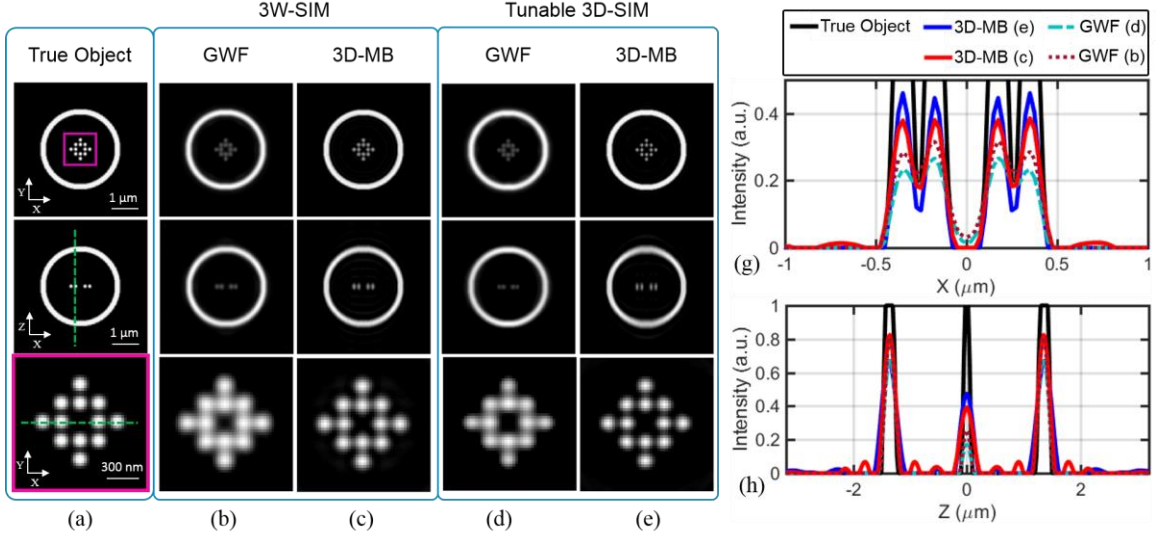 3W-SIM
Tunable 3D-SIM
True Object
GWF
3D-MB
GWF
3D-MB
Y
X
1 μm
Z
X
1 μm
Y
X
300 nm
(a)
(b)
(c)
(d)
(e)
True Object
3D-MB (e)
GWF (d)
3D-MB (c)
GWF (b)
Intensity (a.u.)
0.4
0.2
0
-1
-0.5
0
0.5
1
X (μm)
(g)
Intensity (a.u.)
1
0.8
0.6
0.4
0.2
0
-2
0
2
Z (μm)
(h)